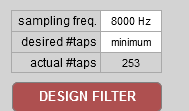 sampling freq. 8000 Hz
desired #taps minimum
actual #taps 253
DESIGN FILTER